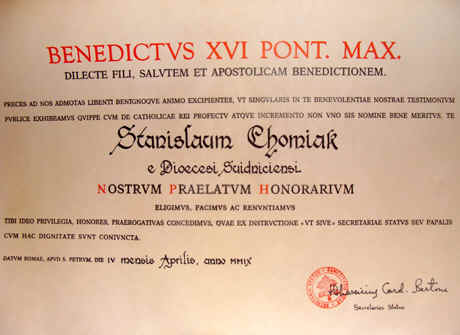 BENEDICTVS XVI PONT. MAX.
DILECTE FILI, SALVTEM ET APOSTOLICAM BENEDICTIONEM.
PRECES AD NOS ADMOTAS LIBENTI BENIGNOQVE ANIMO EXCIPIENTES, VT SINGVLARIS IN TE BENEVOLENTIAE NOSTRAE TESTIMONIVM
PVBLICE EXHIBEAMVS QVIPPE CVM DE CATHOLICAE REI PROFECTV ATQVE INCREMENTO NON VNO SIS NOMINE BENE MERITVS, TE
Stanislaum Chomiak
e Dioecesi Suidniciensi
NOSTRVM PRAELATVM HONORARIVM
ELIGIMVS, FACIMVS AC RENVNTIAMVS
TIBI IDEO PRIVILEGIA, HONORES, PRAEROGATIVAS CONCEDIMVS, QVAE EX INSTRVCTIONE «VT SIVE» SECRETARIAE STATVS SEV PAPALIS
CVM HAC DIGNITATE SVNT CONIVNCTA.
DATVM ROMAE, APVD S. PETRVM, DIE IV mensis Aprilis, anno MMIX
Card. Bertone
Secretarius Status